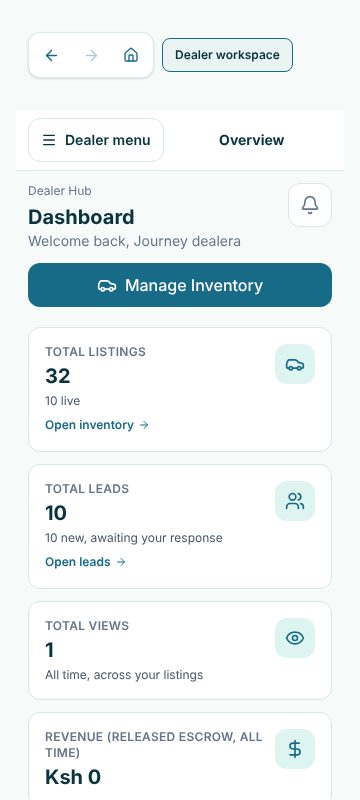 Dealer workspace
Dealer menu
Overview
Dealer Hub
Dashboard
Welcome back, Journey dealera
Manage Inventory
TOTAL LISTINGS
32
10 live
Open inventory →
TOTAL LEADS
10
10 new, awaiting your response
Open leads →
TOTAL VIEWS
1
All time, across your listings
REVENUE (RELEASED ESCROW, ALL
TIME)
Ksh 0